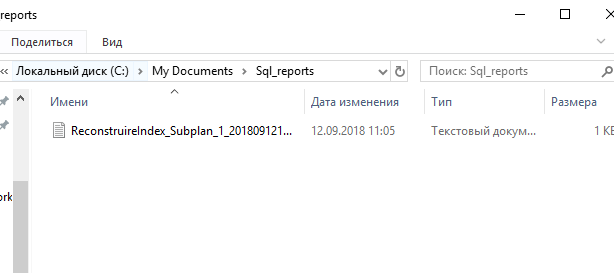 _reports
Поделиться Вид
Локальный диск (C:) My Documents Sql_reports Поиск: Sql_reports
Имени Дата изменения Тип Размера
ReconstruireIndex_Subplan_1_201809121... 12.09.2018 11:05 Текстовый докум... 1 КБ
ork